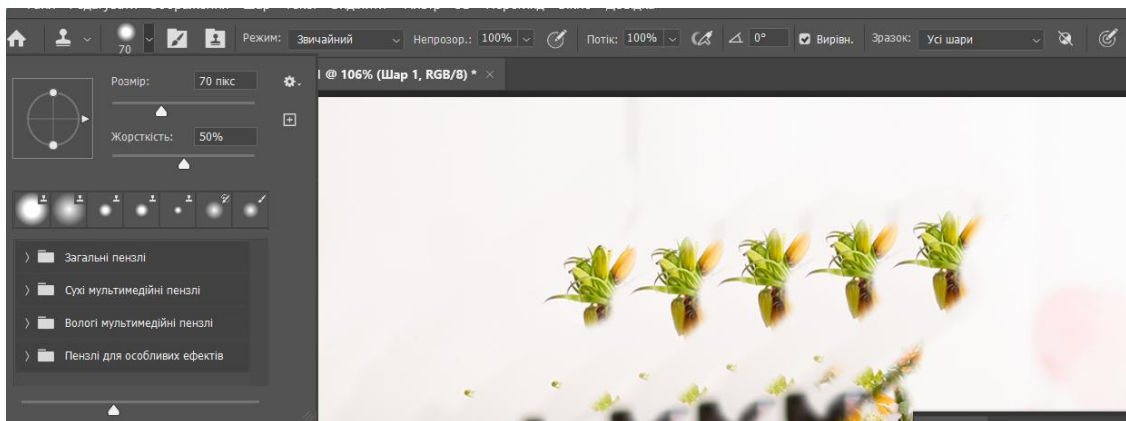 70
Режим:
Звичайний
Непрозор.:
100%
Потік:
100%
0°
Вирівн.
Зразок:
Усі шари
@ 106% (Шар 1, RGB/8) *
Розмір:
70 пікс
Жорсткість:
50%
Загальні пензлі
Сухі мультимедійні пензлі
Вологі мультимедійні пензлі
Пензлі для особливих ефектів